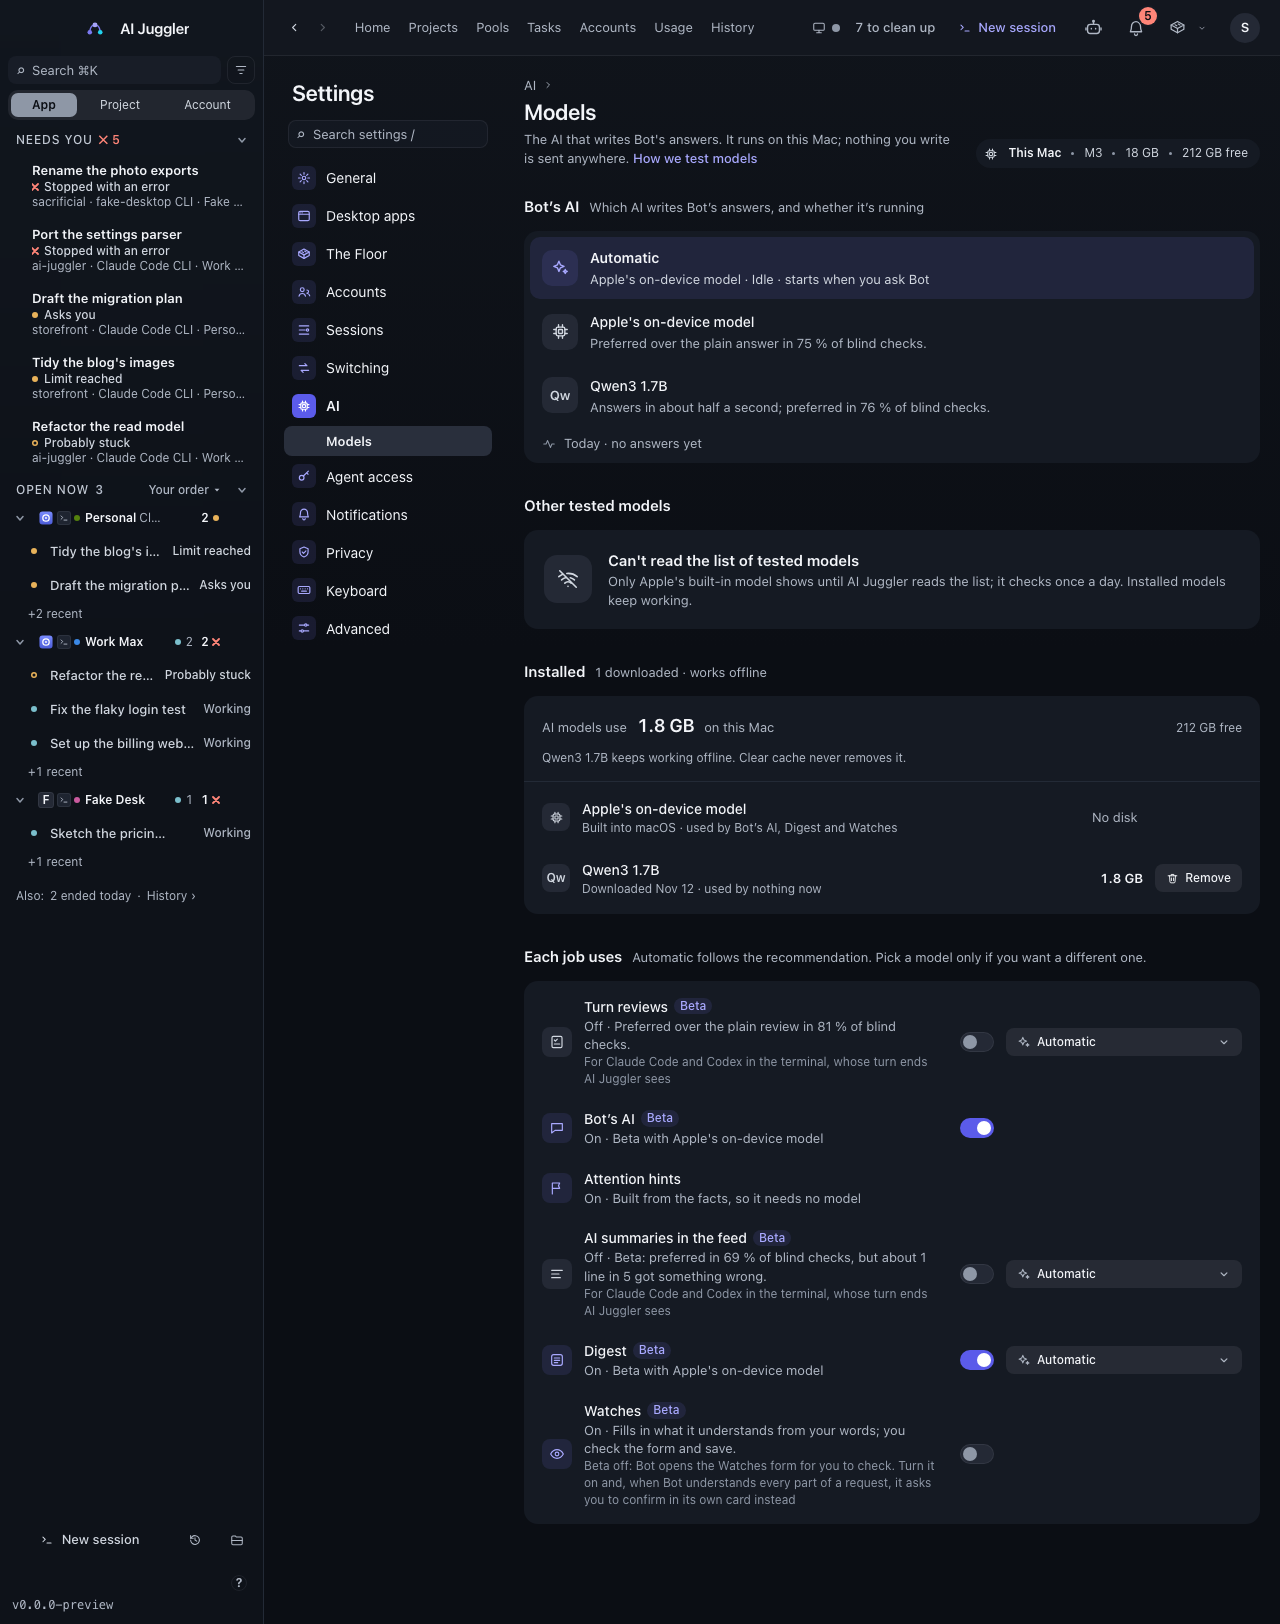 AI Juggler
Search ⌘K
App
Project
Account
NEEDS YOU 5
Rename the photo exports
Stopped with an error
sacrificial · fake-desktop CLI · Fake ...
Port the settings parser
Stopped with an error
ai-juggler · Claude Code CLI · Work ...
Draft the migration plan
Asks you
storefront · Claude Code CLI · Perso...
Tidy the blog's images
Limit reached
storefront · Claude Code CLI · Perso...
Refactor the read model
Probably stuck
ai-juggler · Claude Code CLI · Work ...
OPEN NOW 3
Your order
Personal Cl...
2
Tidy the blog's i...
Limit reached
Draft the migration p...
Asks you
+2 recent
Work Max
2 2
Refactor the re...
Probably stuck
Fix the flaky login test
Working
Set up the billing web...
Working
+1 recent
F
Fake Desk
1 1
Sketch the pricin...
Working
+1 recent
Also: 2 ended today · History ›
New session
?
v0.0.0-preview
Home
Projects
Pools
Tasks
Accounts
Usage
History
7 to clean up
New session
5
S
Settings
Search settings /
General
Desktop apps
The Floor
Accounts
Sessions
Switching
AI
Models
Agent access
Notifications
Privacy
Keyboard
Advanced
AI ›
Models
The AI that writes Bot's answers. It runs on this Mac; nothing you write
is sent anywhere. How we test models
This Mac • M3 • 18 GB • 212 GB free
Bot's AI Which AI writes Bot's answers, and whether it's running
Automatic
Apple's on-device model · Idle · starts when you ask Bot
Apple's on-device model
Preferred over the plain answer in 75 % of blind checks.
Qw
Qwen3 1.7B
Answers in about half a second; preferred in 76 % of blind checks.
Today · no answers yet
Other tested models
Can't read the list of tested models
Only Apple's built-in model shows until AI Juggler reads the list; it checks once a day. Installed models
keep working.
Installed 1 downloaded · works offline
AI models use 1.8 GB on this Mac
212 GB free
Qwen3 1.7B keeps working offline. Clear cache never removes it.
Apple's on-device model
Built into macOS · used by Bot's AI, Digest and Watches
No disk
Qw
Qwen3 1.7B
Downloaded Nov 12 · used by nothing now
1.8 GB
Remove
Each job uses Automatic follows the recommendation. Pick a model only if you want a different one.
Turn reviews Beta
Off · Preferred over the plain review in 81 % of blind
checks.
For Claude Code and Codex in the terminal, whose turn ends
AI Juggler sees
Automatic
Bot's AI Beta
On · Beta with Apple's on-device model
Attention hints
On · Built from the facts, so it needs no model
AI summaries in the feed Beta
Off · Beta: preferred in 69 % of blind checks, but about 1
line in 5 got something wrong.
For Claude Code and Codex in the terminal, whose turn ends
AI Juggler sees
Automatic
Digest Beta
On · Beta with Apple's on-device model
Automatic
Watches Beta
On · Fills in what it understands from your words; you
check the form and save.
Beta off: Bot opens the Watches form for you to check. Turn it
on and, when Bot understands every part of a request, it asks
you to confirm in its own card instead